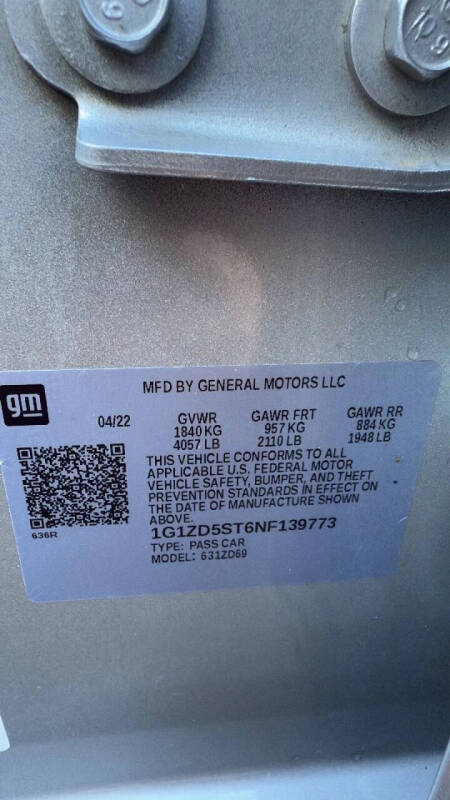 gm
MFD BY GENERAL MOTORS LLC
04/22 GVWR GAWR FRT GAWR RR
1840 KG 957 KG 884 KG
4057 LB 2110 LB 1948 LB
THIS VEHICLE CONFORMS TO ALL
APPLICABLE U.S. FEDERAL MOTOR
VEHICLE SAFETY, BUMPER, AND THEFT
PREVENTION STANDARDS IN EFFECT ON
THE DATE OF MANUFACTURE SHOWN
ABOVE.
636R
1G1ZD5ST6NF139773
TYPE: PASS CAR
MODEL: 631ZD69